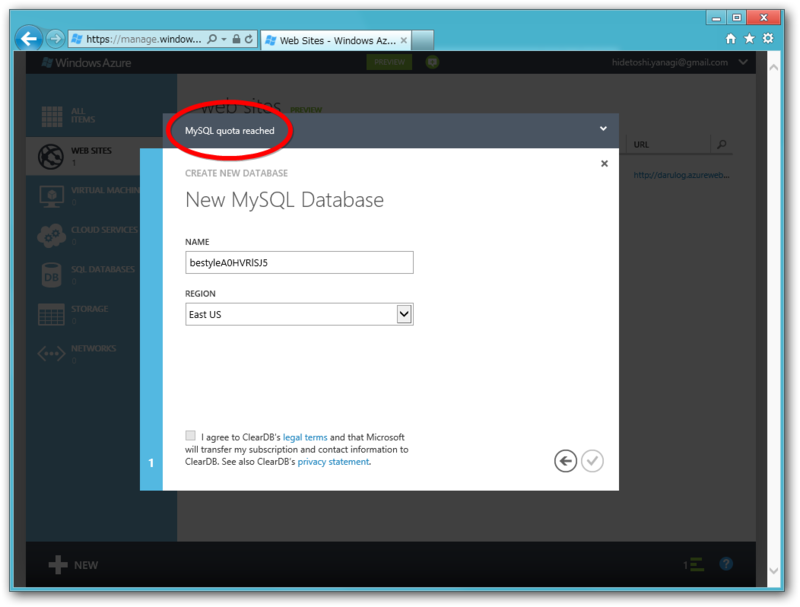 https://manage.window...
Web Sites - Windows Az...
Windows Azure
PREVIEW
hidetoshi.yanagi@gmail.com
web sites PREVIEW
ALL ITEMS
WEB SITES
1
VIRTUAL MACHIN
0
CLOUD SERVICES
0
DB
SQL DATABASES
0
STORAGE
0
NETWORKS
0
URL
http://darulog.azureweb...
MySQL quota reached
CREATE NEW DATABASE
New MySQL Database
NAME
bestyleA0HVRlSJ5
REGION
East US
I agree to ClearDB's legal terms and that Microsoft
will transfer my subscription and contact information to
ClearDB. See also ClearDB's privacy statement.
1
NEW
1
?